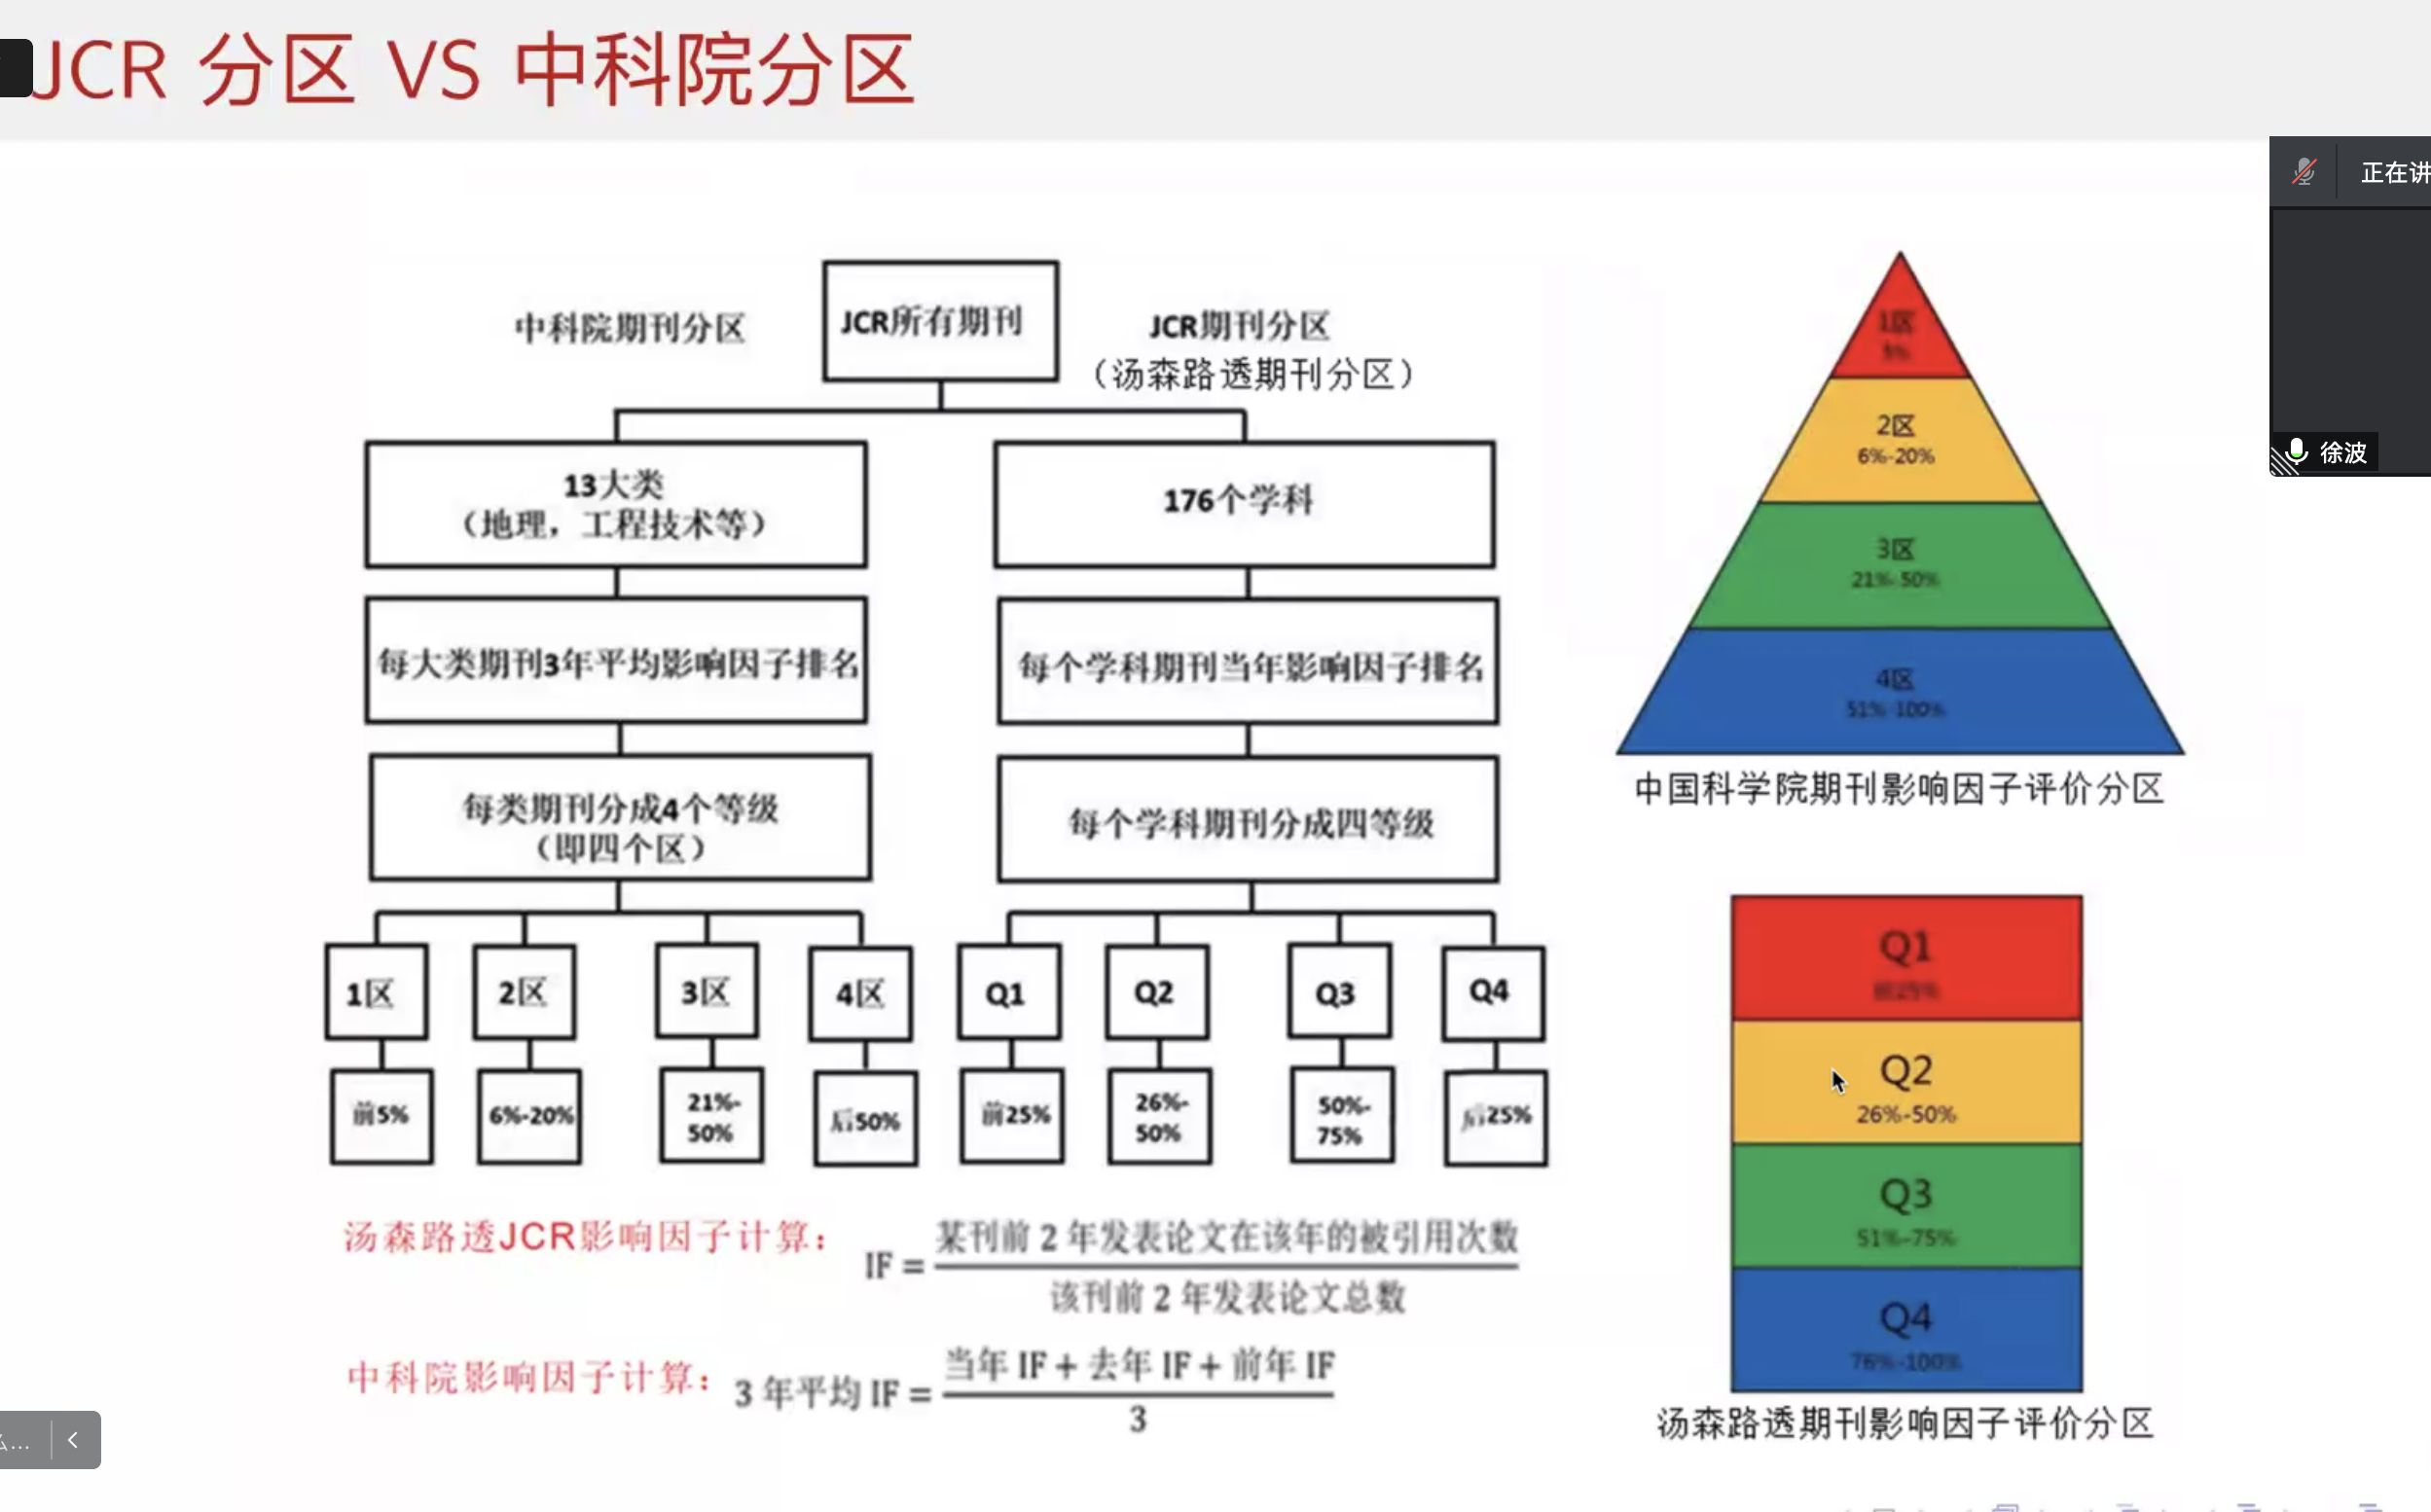 JCR 分区 VS 中科院分区
正在讲
徐波
中科院期刊分区
JCR所有期刊
JCR期刊分区
（汤森路透期刊分区）
13大类
（地理，工程技术等）
176个学科
每大类期刊3年平均影响因子排名
每个学科期刊当年影响因子排名
每类期刊分成4个等级
（即四个区）
每个学科期刊分成四等级
1区
2区
3区
4区
Q1
Q2
Q3
Q4
前5%
6%-20%
21%-
50%
后50%
前25%
26%-
50%
50%-
75%
后25%
汤森路透JCR影响因子计算：
IF =
某刊前 2 年发表论文在该年的被引用次数
该刊前 2 年发表论文总数
中科院影响因子计算：
3 年平均 IF =
当年 IF + 去年 IF + 前年 IF
3
1区
5%
2区
6%-20%
3区
21%-50%
4区
51%-100%
中国科学院期刊影响因子评价分区
Q1
前25%
Q2
26%-50%
Q3
51%-75%
Q4
76%-100%
汤森路透期刊影响因子评价分区